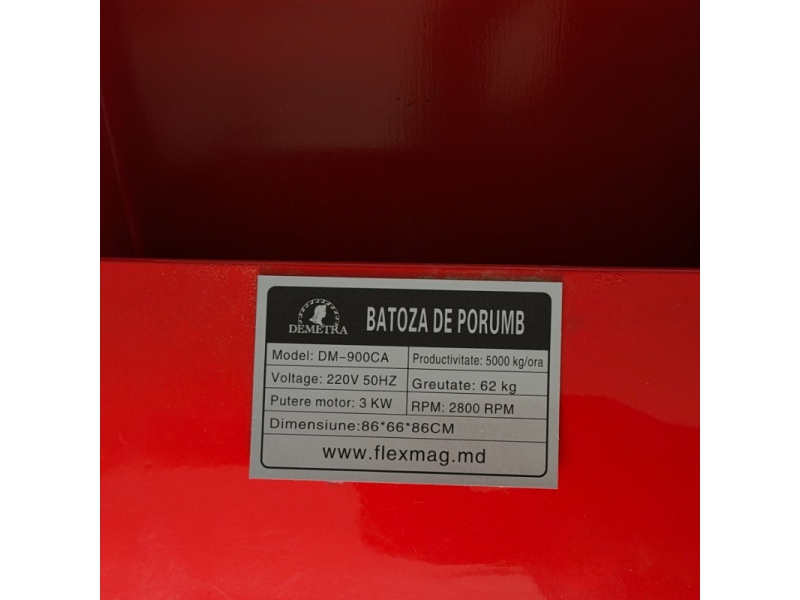 DEMETRA
BATOZA DE PORUMB
Model: DM-900CA
Productivitate: 5000 kg/ora
Voltage: 220V 50HZ
Greutate: 62 kg
Putere motor: 3 KW
RPM: 2800 RPM
Dimensiune:86*66*86CM
www.flexmag.md